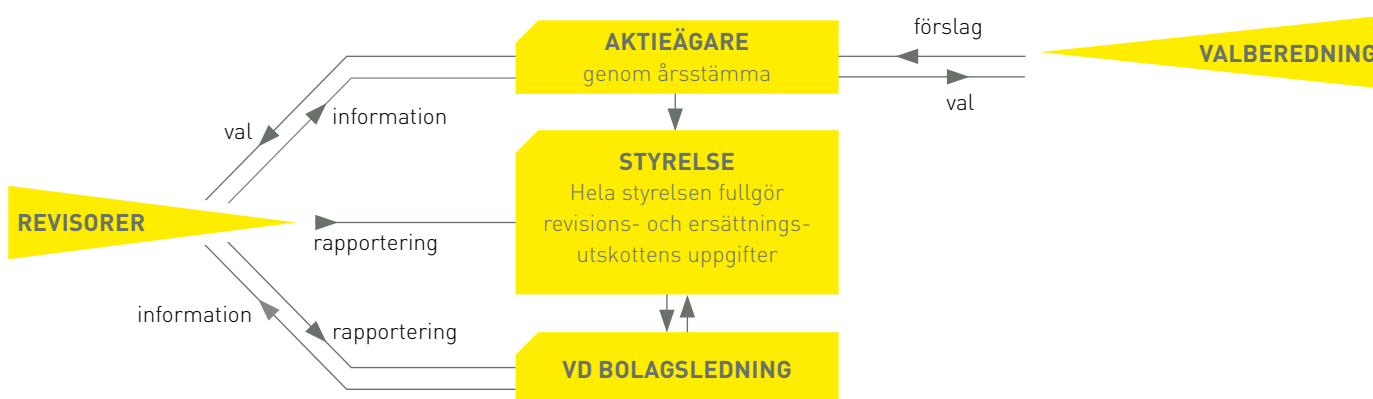 AKTIEÄGARE
genom årsstämma
förslag
val
VALBEREDNING
val
information
STYRELSE
Hela styrelsen fullgör
revisions- och ersättnings-
utskottens uppgifter
REVISORER
rapportering
information
rapportering
VD BOLAGSLEDNING